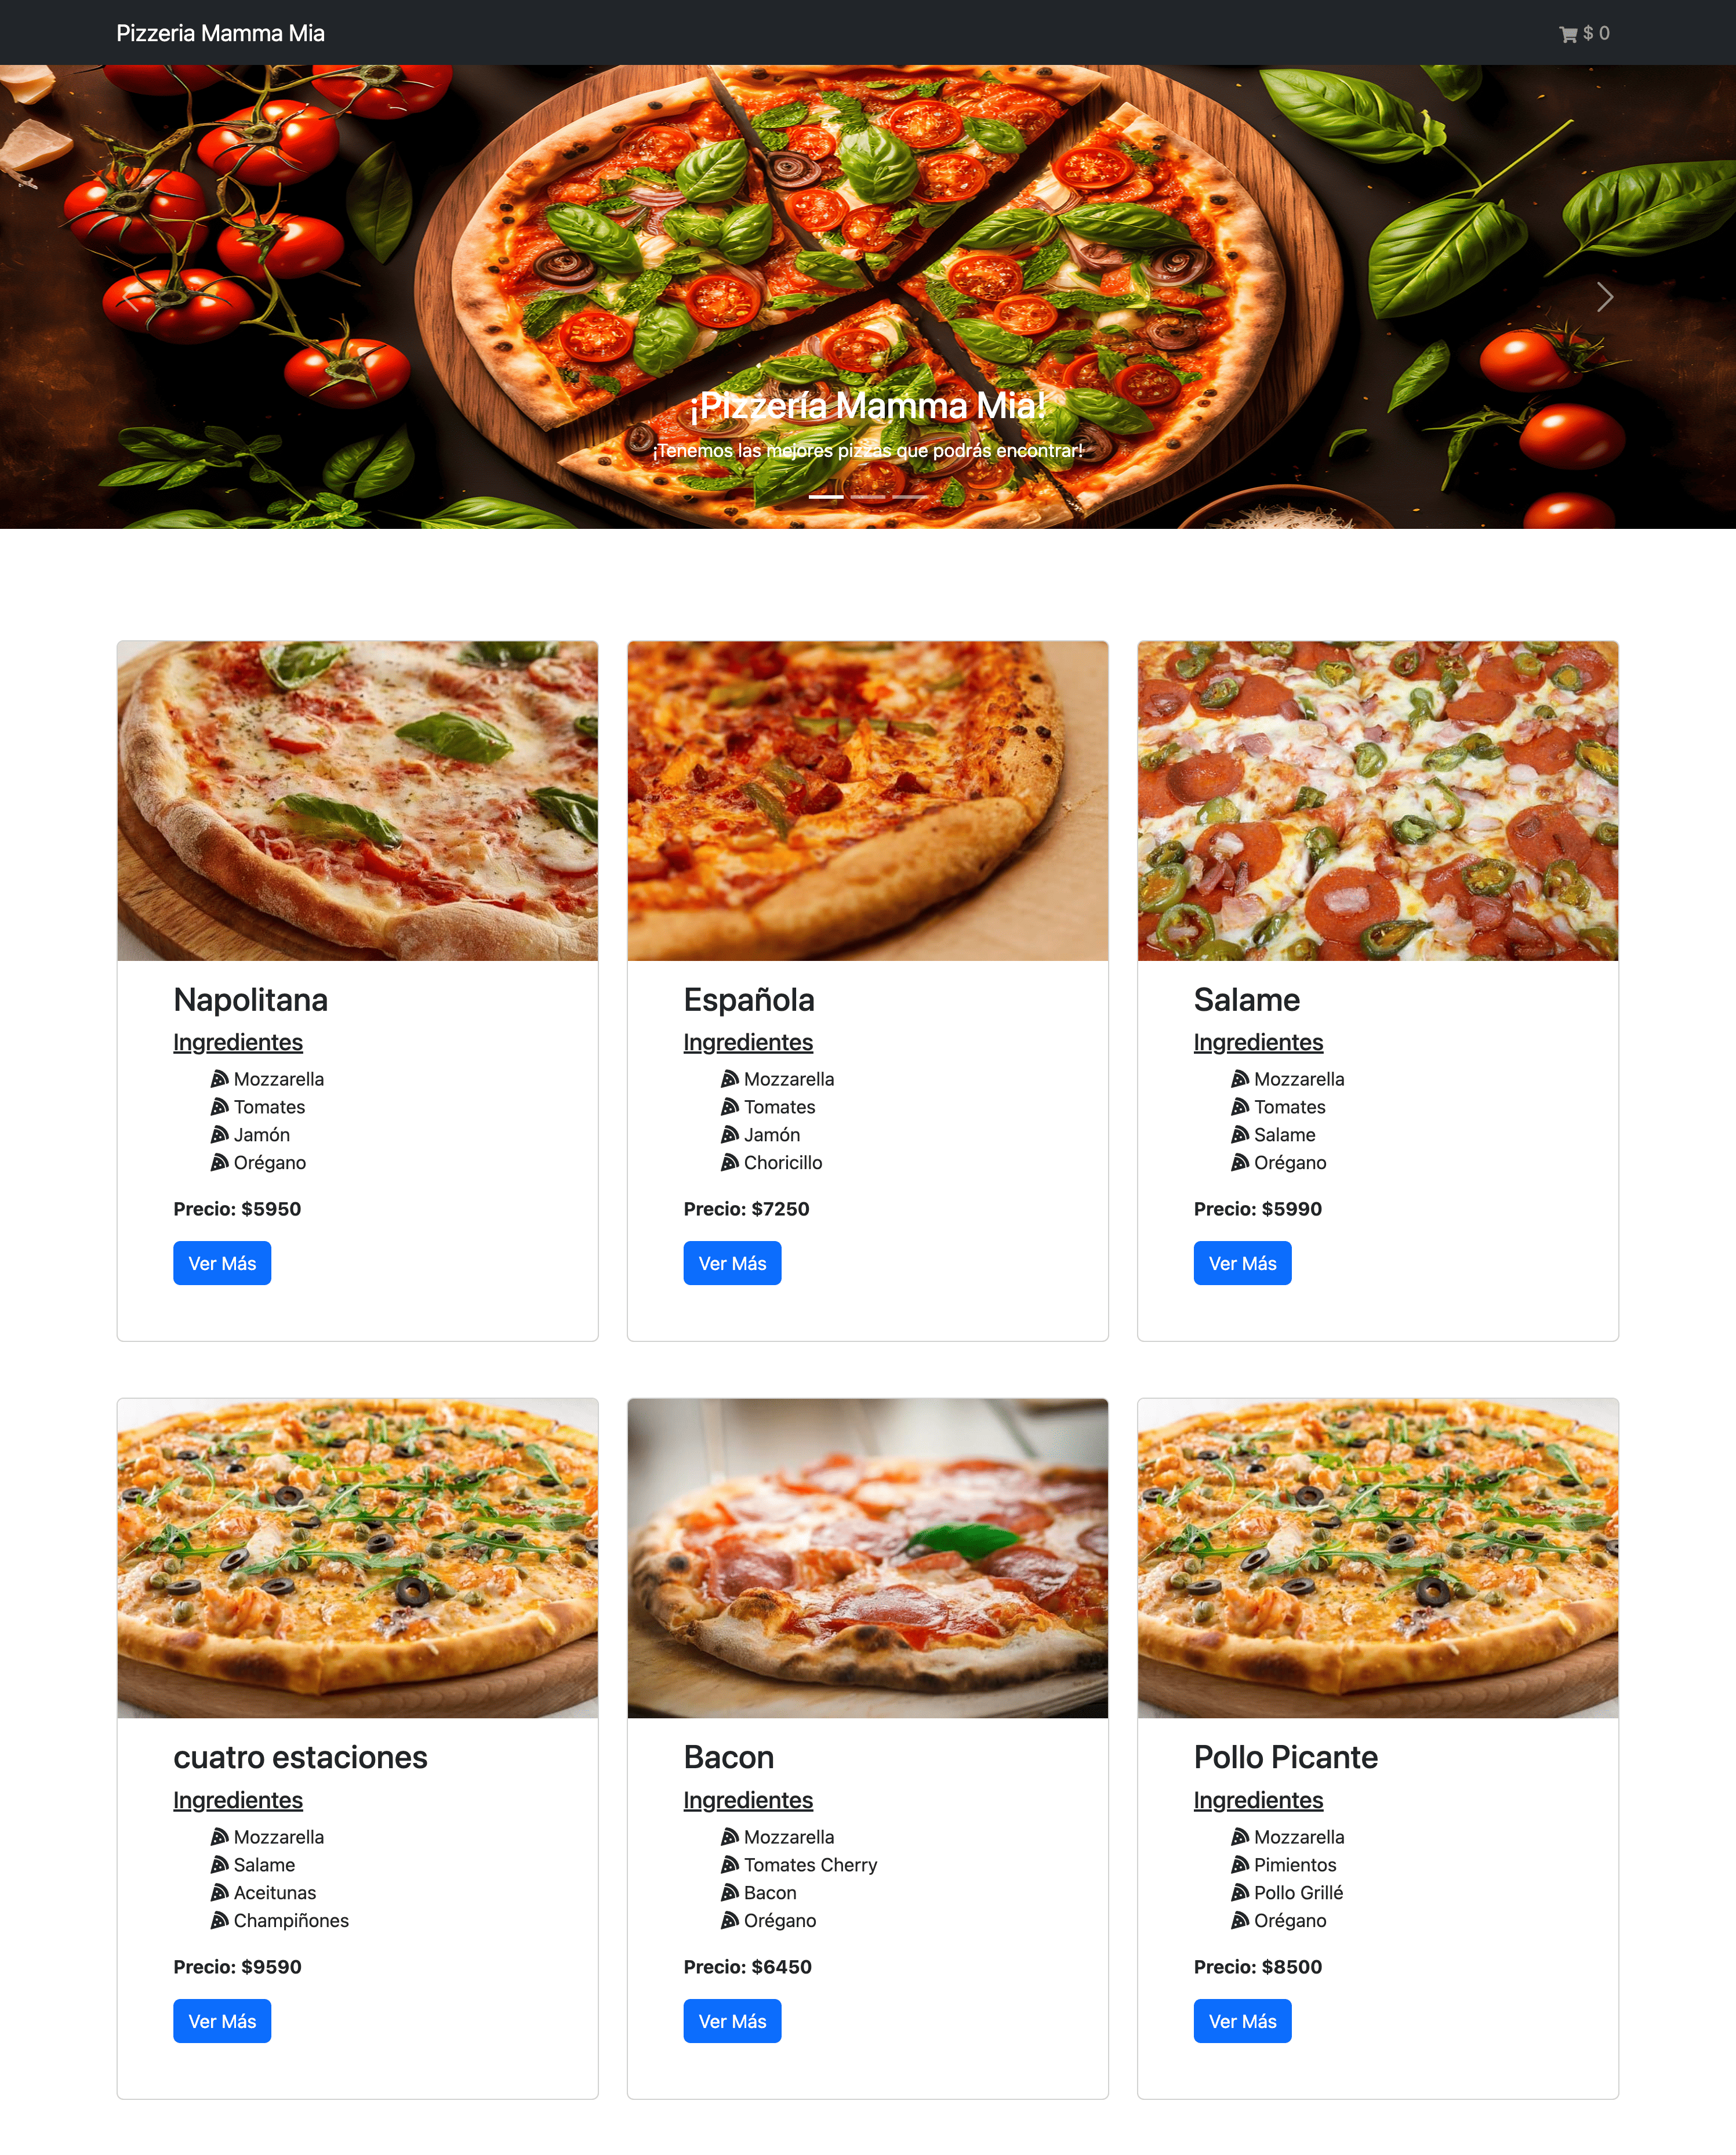 Pizzeria Mamma Mia
$ 0
¡Pizzería Mamma Mia!
¡Tenemos las mejores pizzas que podrás encontrar!
Napolitana
Ingredientes
Mozzarella
Tomates
Jamón
Orégano
Precio: $5950
Ver Más
Española
Ingredientes
Mozzarella
Tomates
Jamón
Choricillo
Precio: $7250
Ver Más
Salame
Ingredientes
Mozzarella
Tomates
Salame
Orégano
Precio: $5990
Ver Más
cuatro estaciones
Ingredientes
Mozzarella
Salame
Aceitunas
Champiñones
Precio: $9590
Ver Más
Bacon
Ingredientes
Mozzarella
Tomates Cherry
Bacon
Orégano
Precio: $6450
Ver Más
Pollo Picante
Ingredientes
Mozzarella
Pimientos
Pollo Grillé
Orégano
Precio: $8500
Ver Más